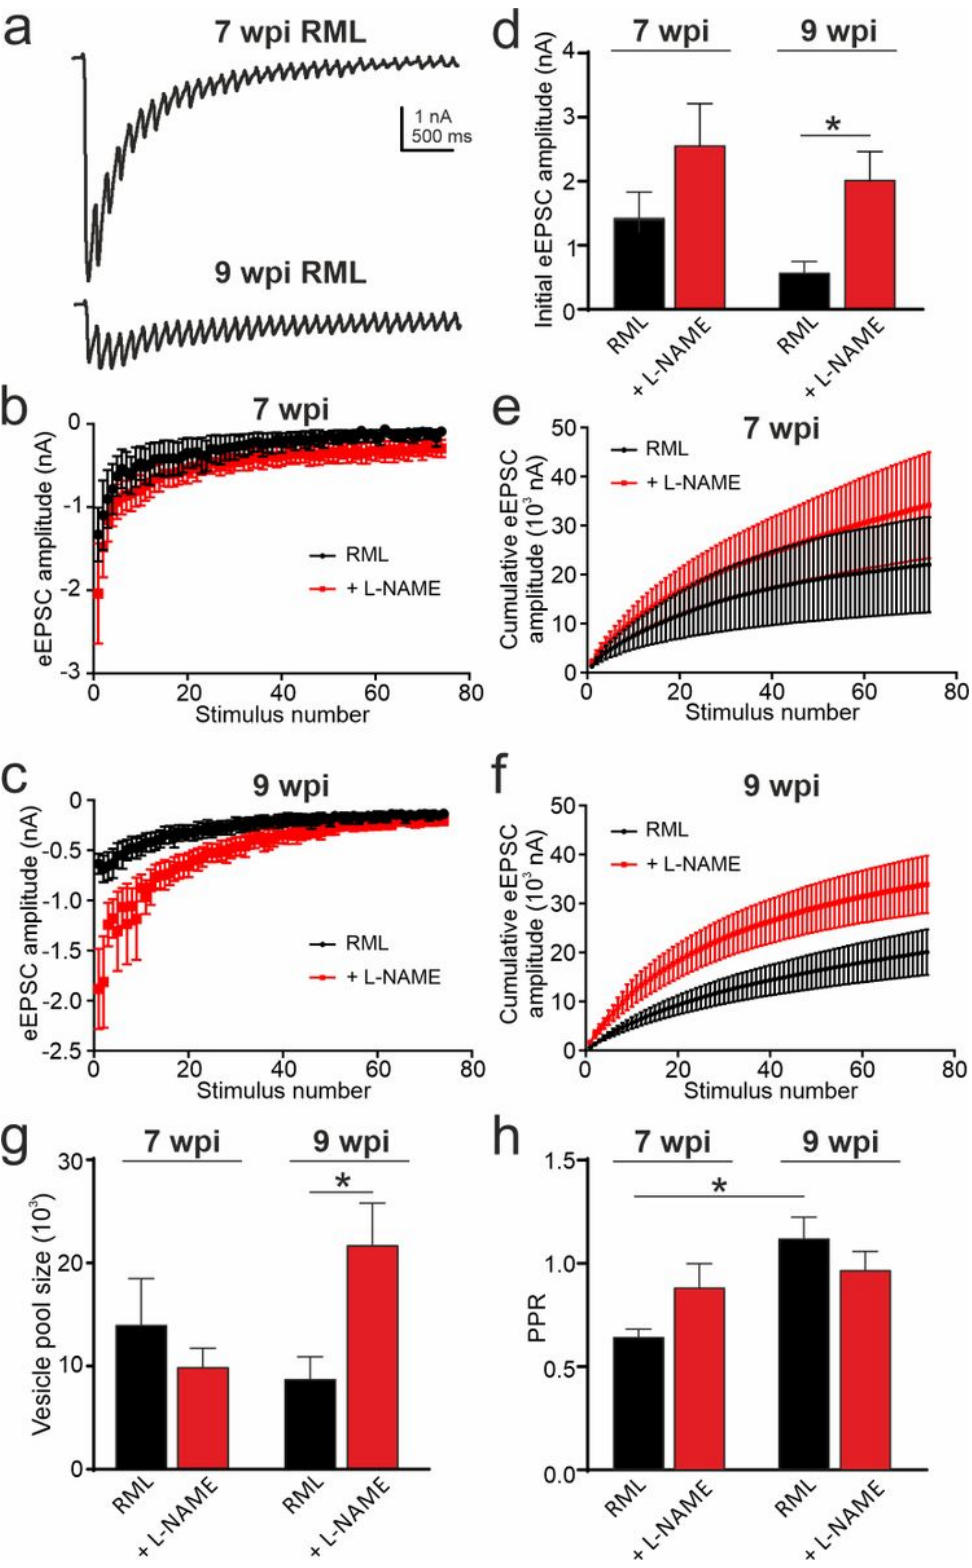 a
7 wpi RML
1 nA
500 ms
9 wpi RML
b
7 wpi
eEPSC amplitude (nA)
0
-1
-2
-3
RML
+ L-NAME
0 20 40 60 80
Stimulus number
c
9 wpi
eEPSC amplitude (nA)
0
-0.5
-1.0
-1.5
-2.0
-2.5
RML
+ L-NAME
0 20 40 60 80
Stimulus number
d
7 wpi 9 wpi
Initial eEPSC amplitude (nA)
4
3
2
1
0
*
RML + L-NAME RML + L-NAME
e
7 wpi
Cumulative eEPSC
amplitude (10³ nA)
50
40
30
20
10
0
RML
+ L-NAME
0 20 40 60 80
Stimulus number
f
9 wpi
Cumulative eEPSC
amplitude (10³ nA)
50
40
30
20
10
0
RML
+ L-NAME
0 20 40 60 80
Stimulus number
g
7 wpi 9 wpi
Vesicle pool size (10³)
30
20
10
0
*
RML + L-NAME RML + L-NAME
h
7 wpi 9 wpi
PPR
1.5
1.0
0.5
0.0
*
RML + L-NAME RML + L-NAME